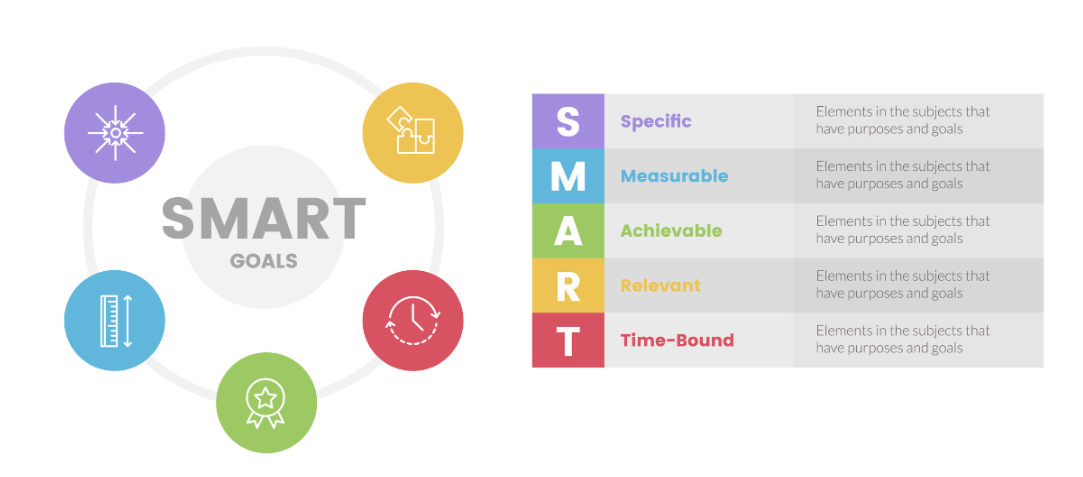 SMART
GOALS
S
Specific
Elements in the subjects that
have purposes and goals
M
Measurable
Elements in the subjects that
have purposes and goals
A
Achievable
Elements in the subjects that
have purposes and goals
R
Relevant
Elements in the subjects that
have purposes and goals
T
Time-Bound
Elements in the subjects that
have purposes and goals